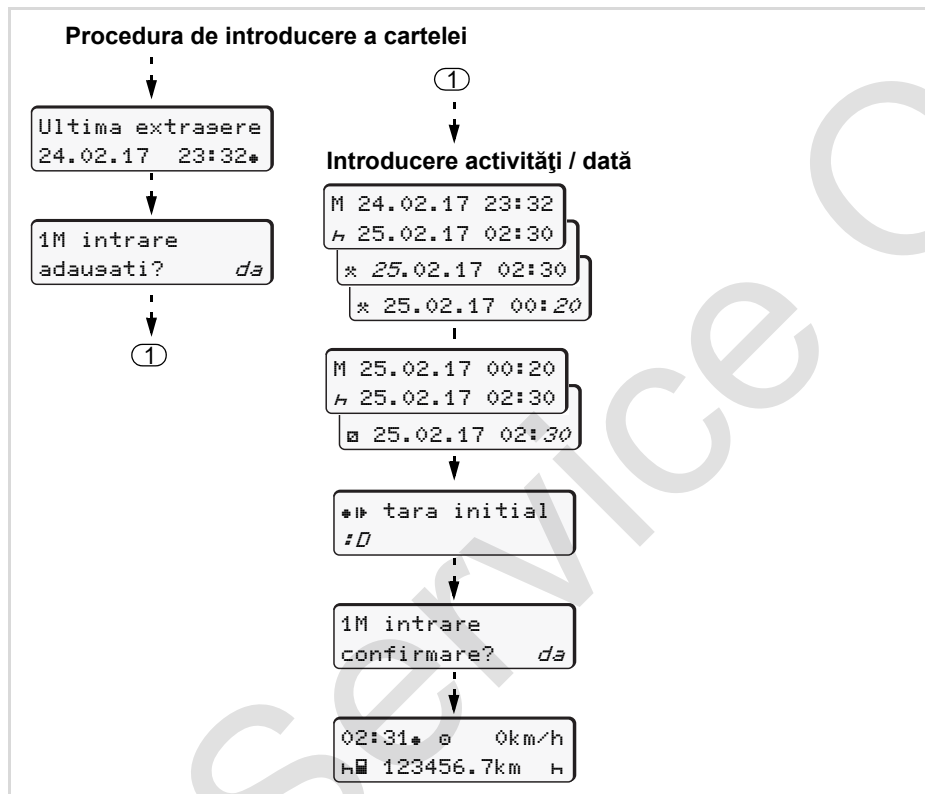 Procedura de introducere a cartelei
Ultima extragere
24.02.17 23:32
1M intrare
adaugati? da
1
1
Introducere activităţi / dată
M 24.02.17 23:32
25.02.17 02:30
25.02.17 02:30
25.02.17 00:20
M 25.02.17 00:20
25.02.17 02:30
25.02.17 02:30
tara initial
:D
1M intrare
confirmare? da
02:31 0km/h
123456.7km
Service